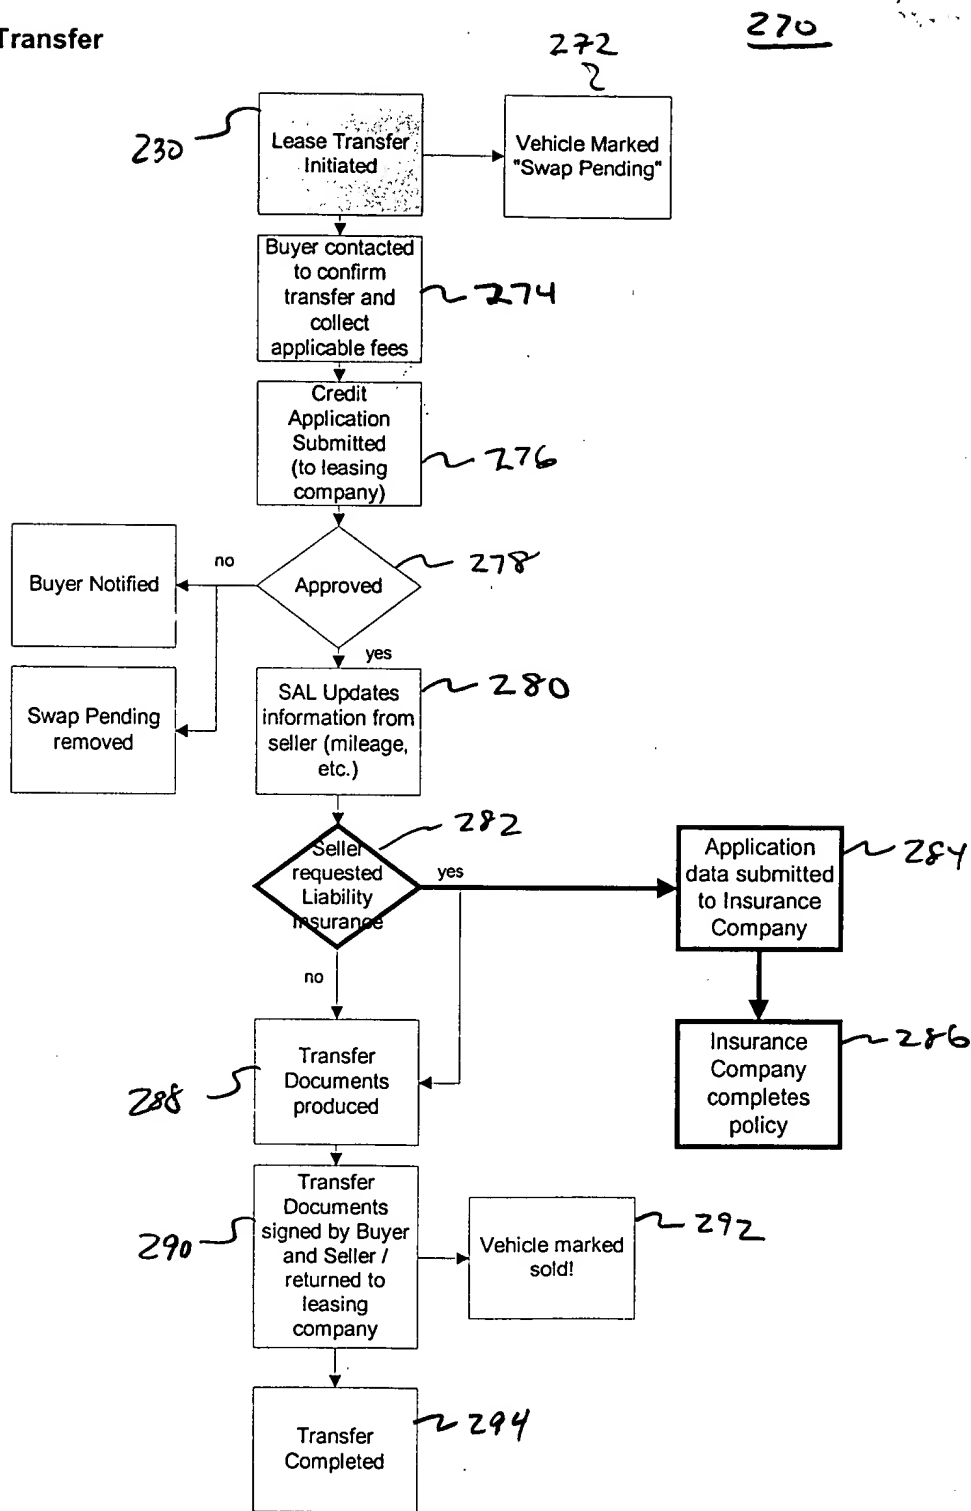 Transfer
270
272
230
Lease Transfer
Initiated
Vehicle Marked
"Swap Pending"
Buyer contacted
to confirm
transfer and
collect
applicable fees
274
Credit
Application
Submitted
(to leasing
company)
276
Approved
278
no
Buyer Notified
yes
Swap Pending
removed
SAL Updates
information from
seller (mileage,
etc.)
280
282
Seller
requested
Liability
Insurance
yes
Application
data submitted
to Insurance
Company
284
no
Insurance
Company
completes
policy
286
Transfer
Documents
produced
288
Transfer
Documents
signed by Buyer
and Seller /
returned to
leasing
company
290
Vehicle marked
sold!
292
Transfer
Completed
294